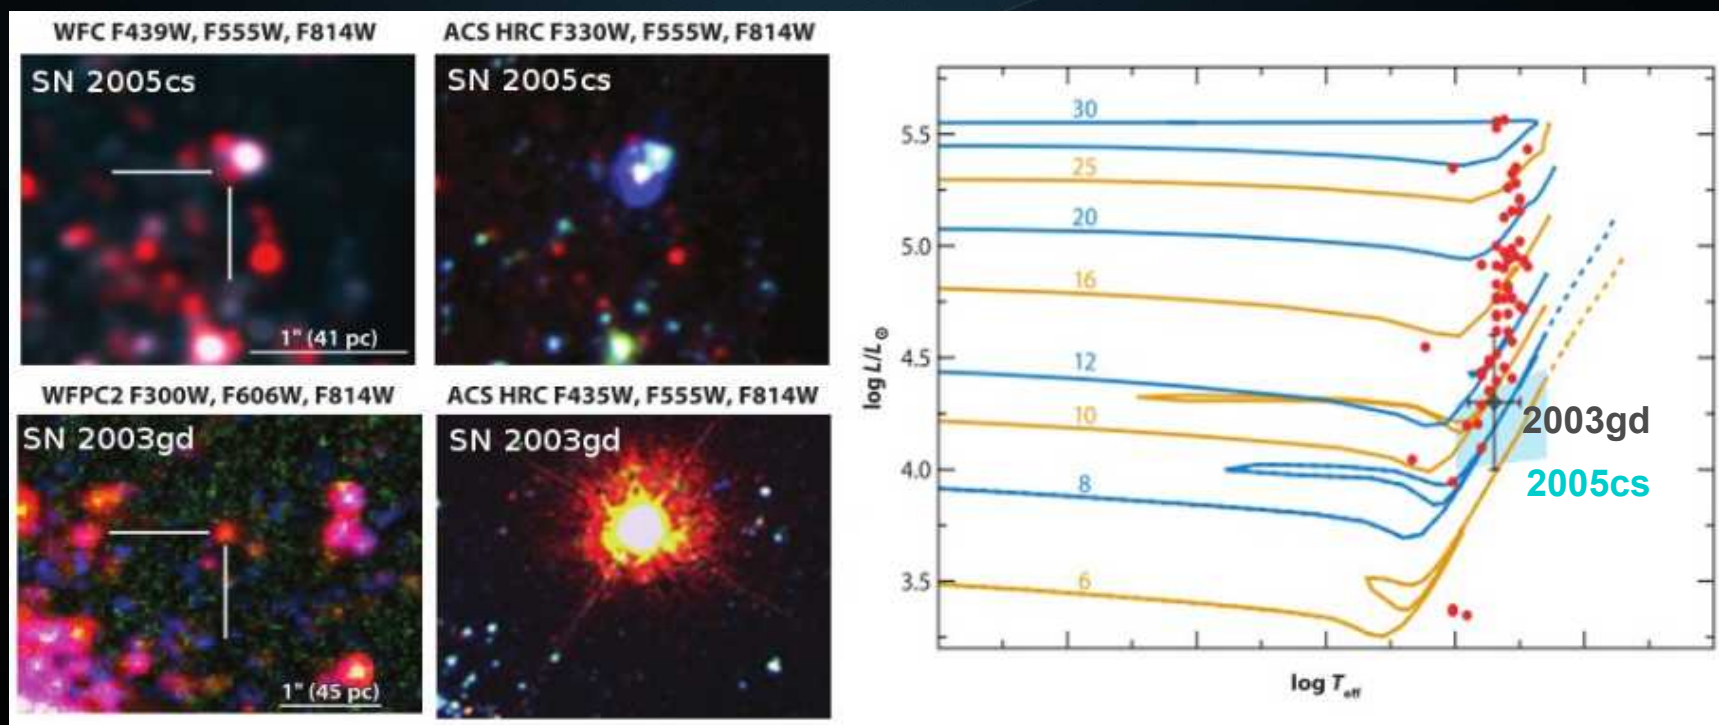 WFC F439W, F555W, F814W
SN 2005cs
1" (41 pc)
ACS HRC F330W, F555W, F814W
SN 2005cs
WFPC2 F300W, F606W, F814W
SN 2003gd
1" (45 pc)
ACS HRC F435W, F555W, F814W
SN 2003gd
log L/L⊙
5.5
5.0
4.5
4.0
3.5
30
25
20
16
12
10
8
6
2003gd
2005cs
log Teff